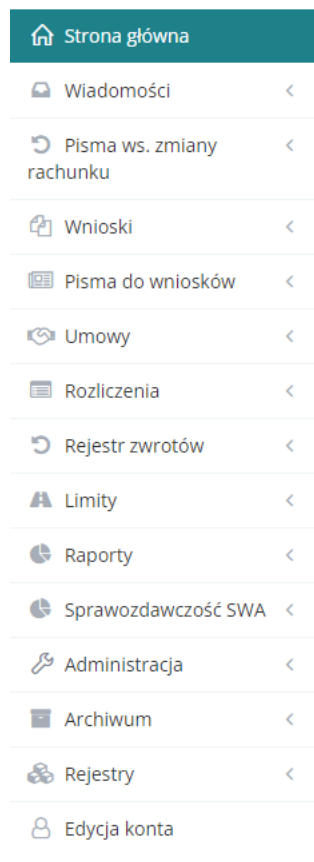 Strona główna
Wiadomości
Pisma ws. zmiany
rachunku
Wnioski
Pisma do wniosków
Umowy
Rozliczenia
Rejestr zwrotów
Limity
Raporty
Sprawozdawczość SWA
Administracja
Archiwum
Rejestry
Edycja konta